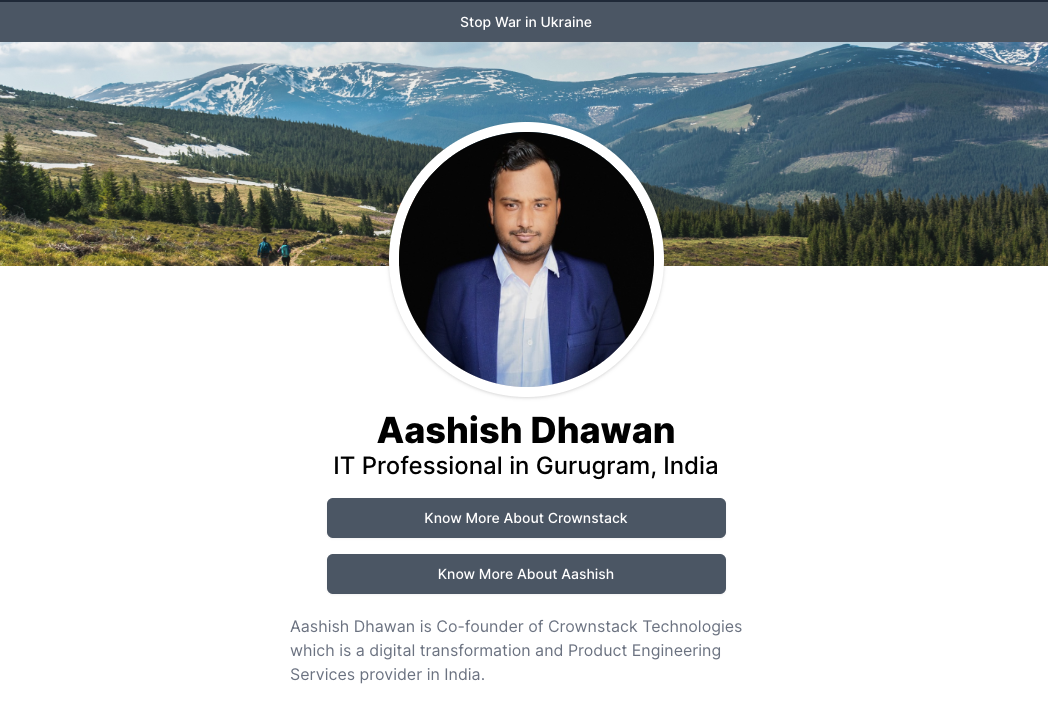 Stop War in Ukraine
Aashish Dhawan
IT Professional in Gurugram, India
Know More About Crownstack
Know More About Aashish
Aashish Dhawan is Co-founder of Crownstack Technologies
which is a digital transformation and Product Engineering
Services provider in India.